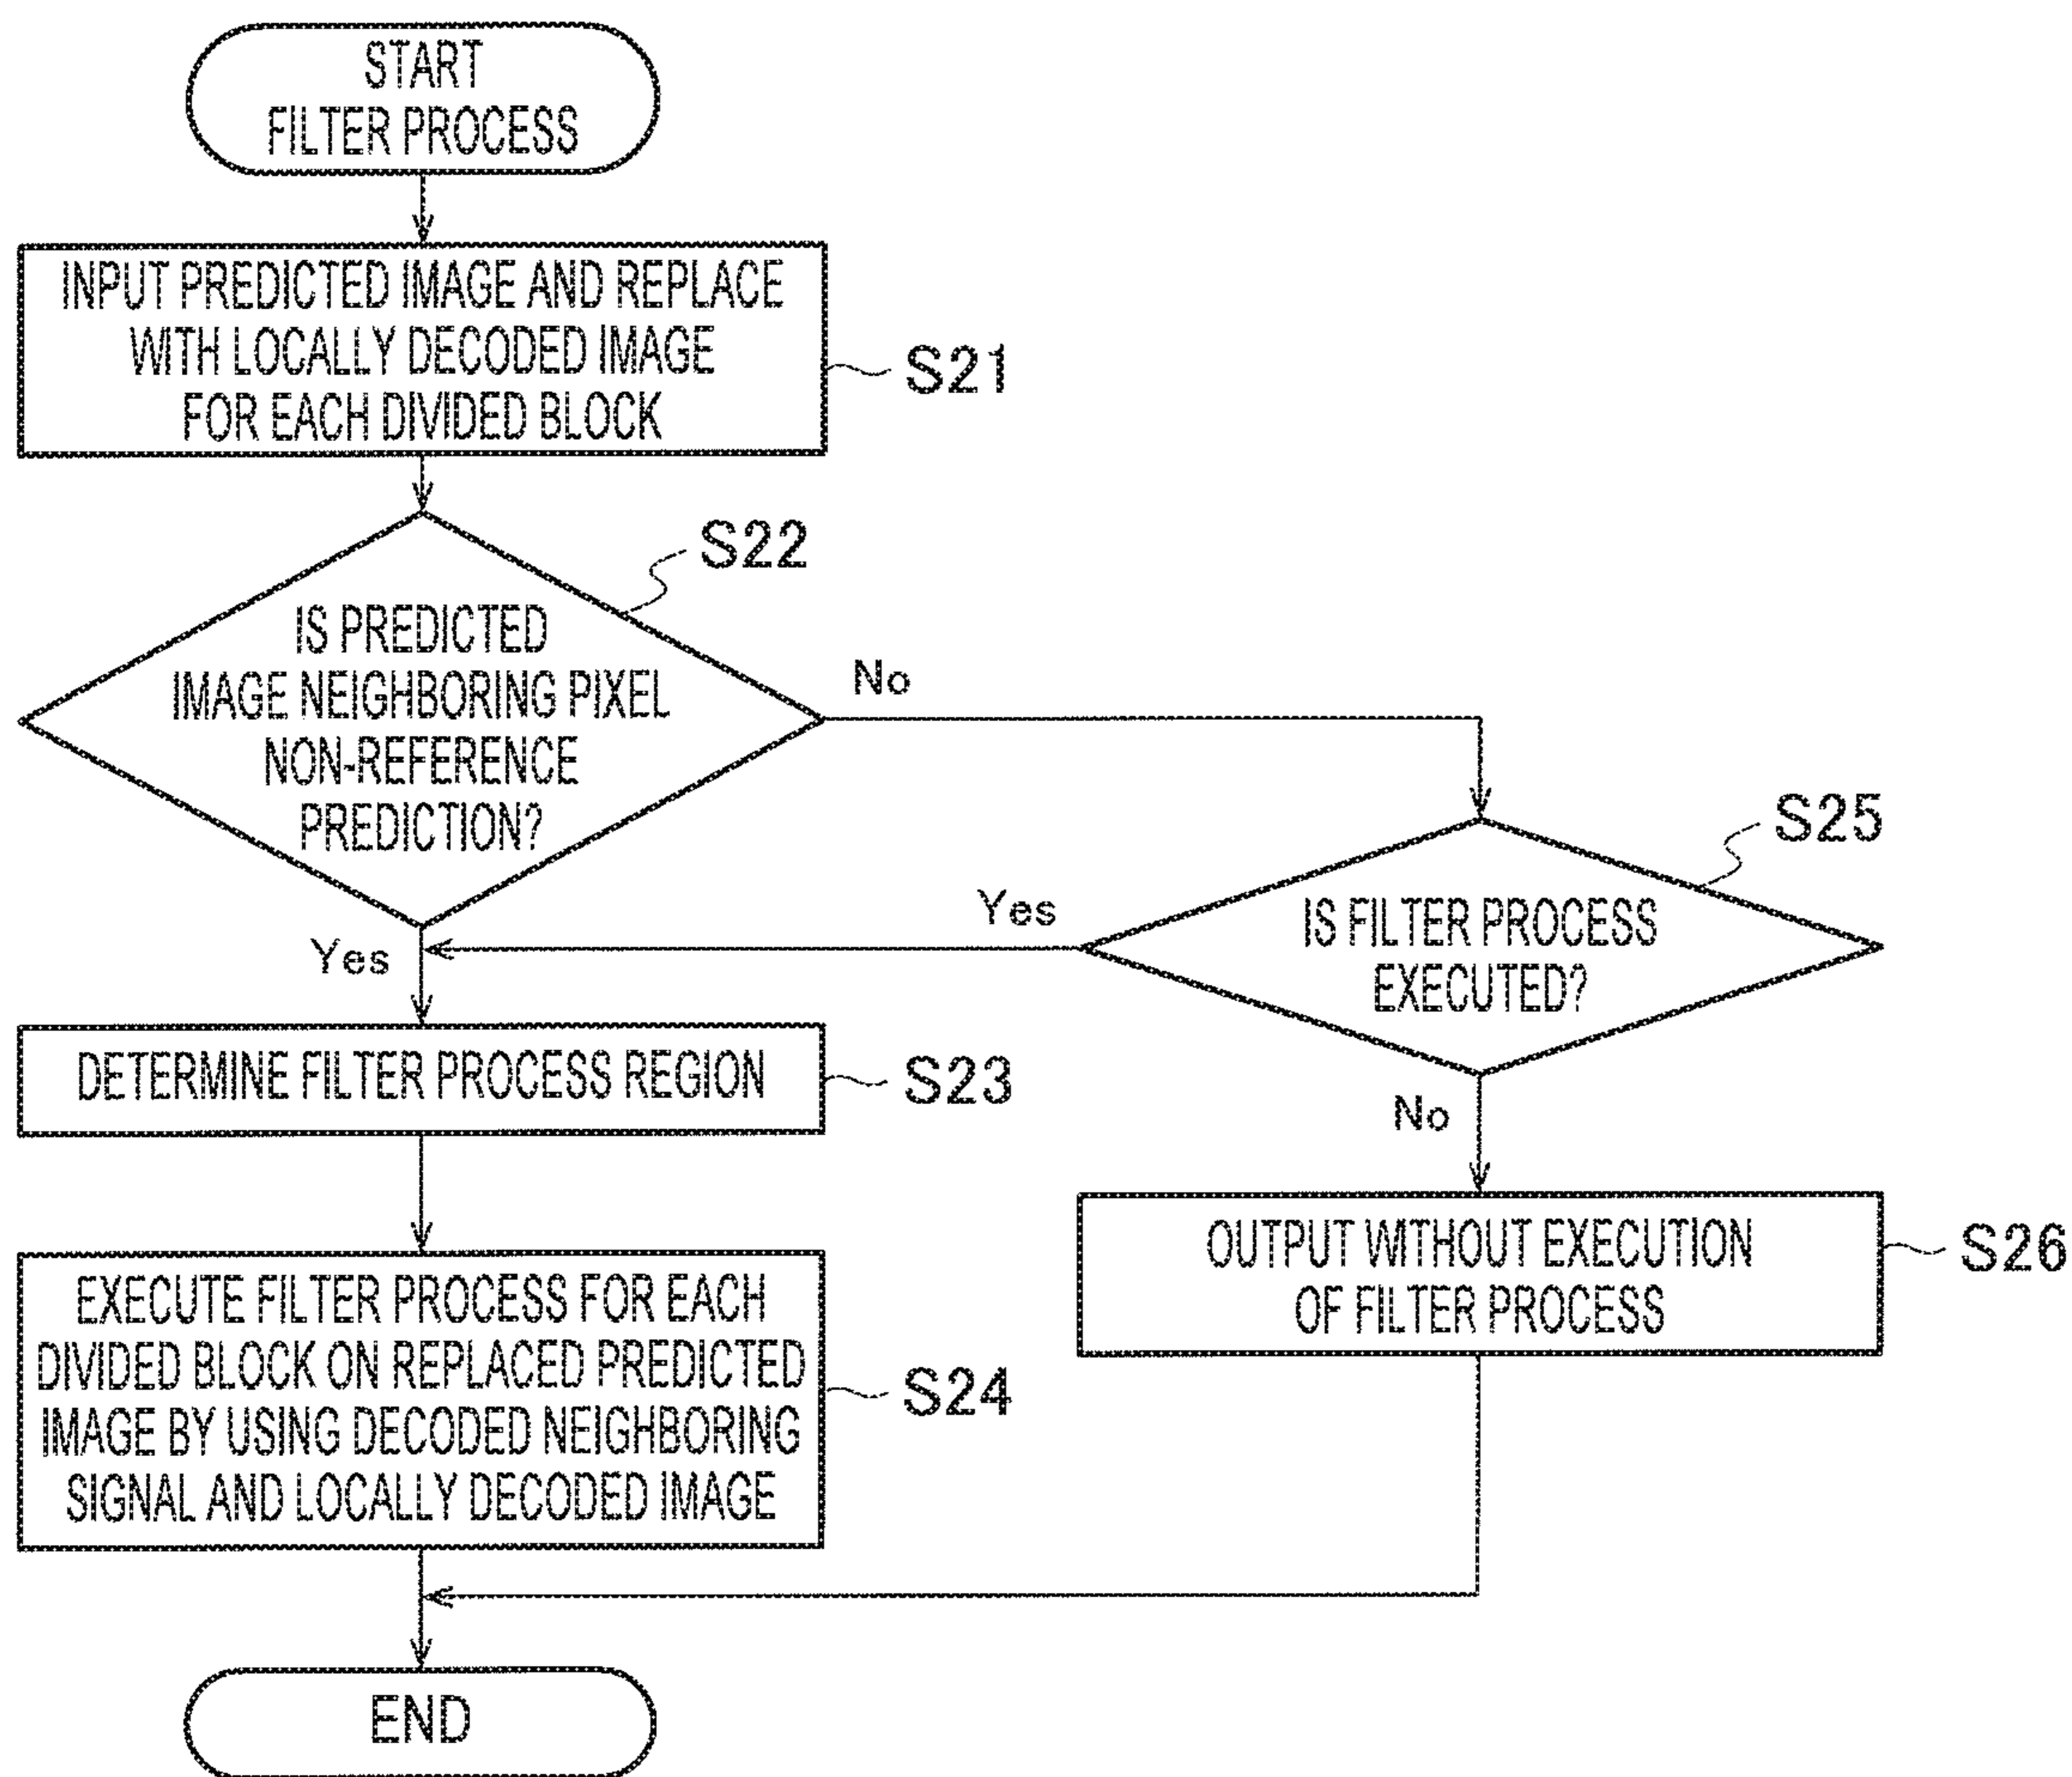 START
FILTER PROCESS
INPUT PREDICTED IMAGE AND REPLACE
WITH LOCALLY DECODED IMAGE
FOR EACH DIVIDED BLOCK
S21
S22
IS PREDICTED
IMAGE NEIGHBORING PIXEL
NON-REFERENCE
PREDICTION?
No
Yes
S25
IS FILTER PROCESS
EXECUTED?
Yes
No
DETERMINE FILTER PROCESS REGION
S23
EXECUTE FILTER PROCESS FOR EACH
DIVIDED BLOCK ON REPLACED PREDICTED
IMAGE BY USING DECODED NEIGHBORING
SIGNAL AND LOCALLY DECODED IMAGE
S24
OUTPUT WITHOUT EXECUTION
OF FILTER PROCESS
S26
END